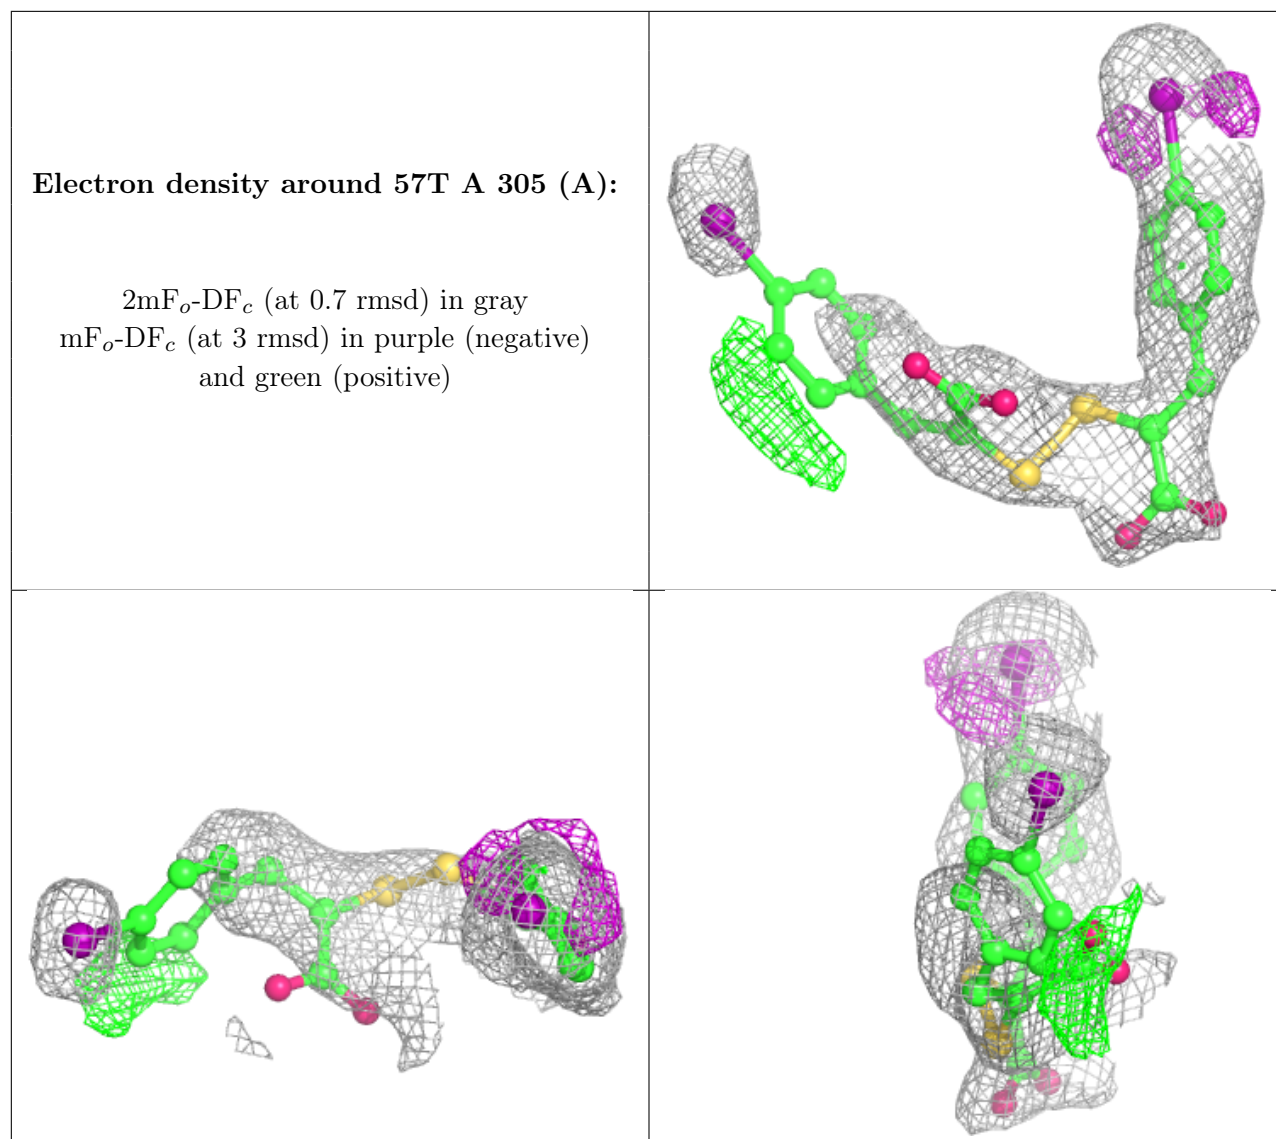 Electron density around 57T A 305 (A):
2mFo-DFc (at 0.7 rmsd) in gray
mFo-DFc (at 3 rmsd) in purple (negative)
and green (positive)